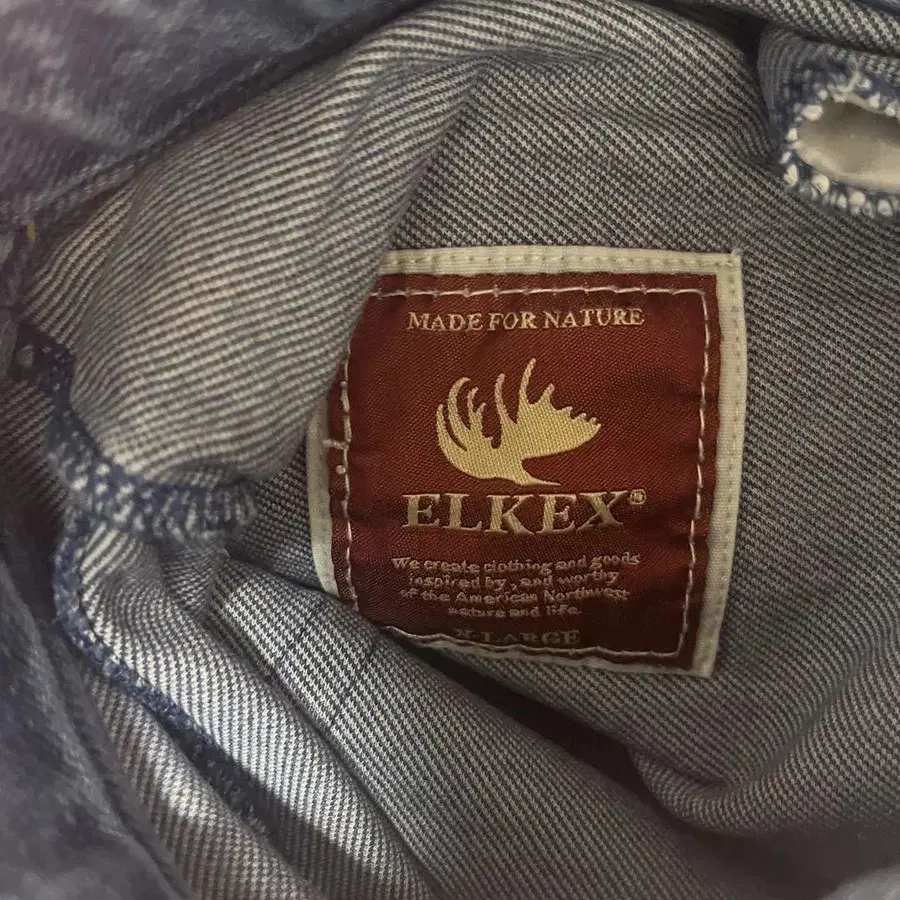 MADE FOR NATURE
ELKEX®
We create clothing and goods
inspired by, and worthy
of the American Northwest
nature and life.
X-LARGE